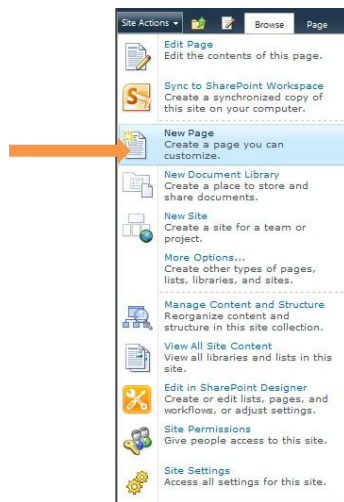 Site Actions Browse Page
Edit Page
Edit the contents of this page.
Sync to SharePoint Workspace
Create a synchronized copy of
this site on your computer.
New Page
Create a page you can
customize.
New Document Library
Create a place to store and
share documents.
New Site
Create a site for a team or
project.
More Options...
Create other types of pages,
lists, libraries, and sites.
Manage Content and Structure
Reorganize content and
structure in this site collection.
View All Site Content
View all libraries and lists in this
site.
Edit in SharePoint Designer
Create or edit lists, pages, and
workflows, or adjust settings.
Site Permissions
Give people access to this site.
Site Settings
Access all settings for this site.